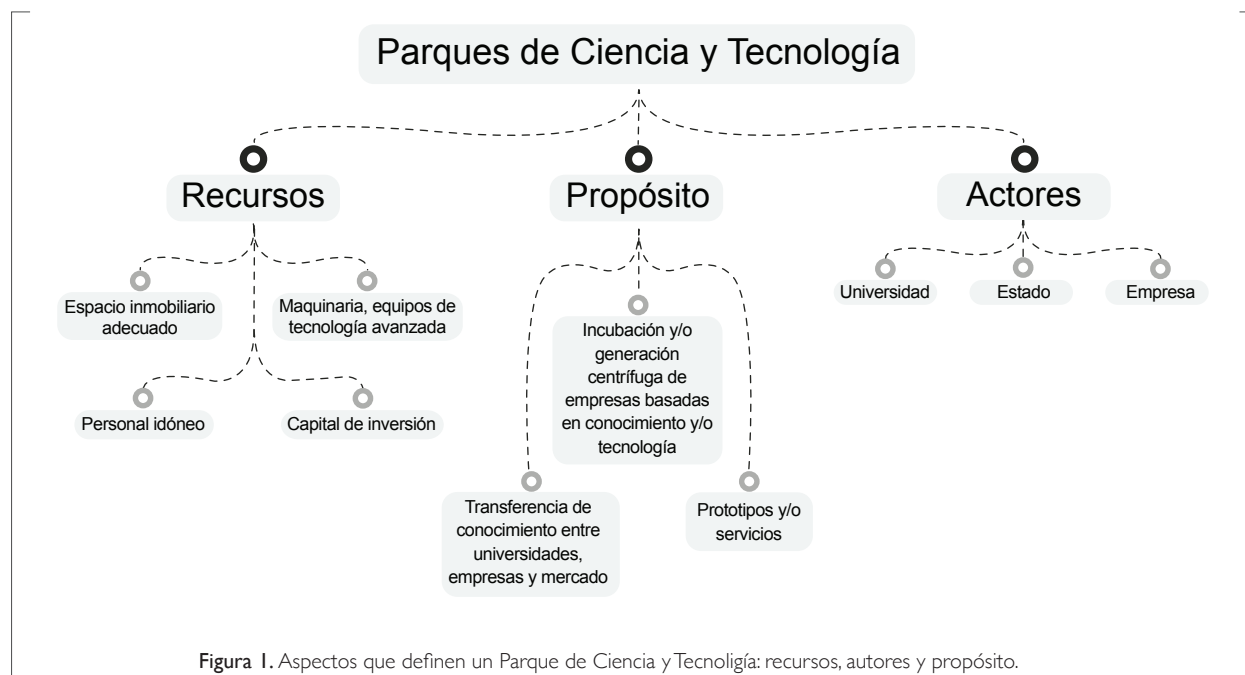 Parques de Ciencia y Tecnología
Recursos
Espacio inmobiliario
adecuado
Maquinaria, equipos de
tecnología avanzada
Personal idóneo
Capital de inversión
Propósito
Incubación y/o
generación
centrífuga de
empresas basadas
en conocimiento y/o
tecnología
Transferencia de
conocimiento entre
universidades,
empresas y mercado
Prototipos y/o
servicios
Actores
Universidad
Estado
Empresa
Figura 1. Aspectos que definen un Parque de Ciencia y Tecnoligía: recursos, autores y propósito.